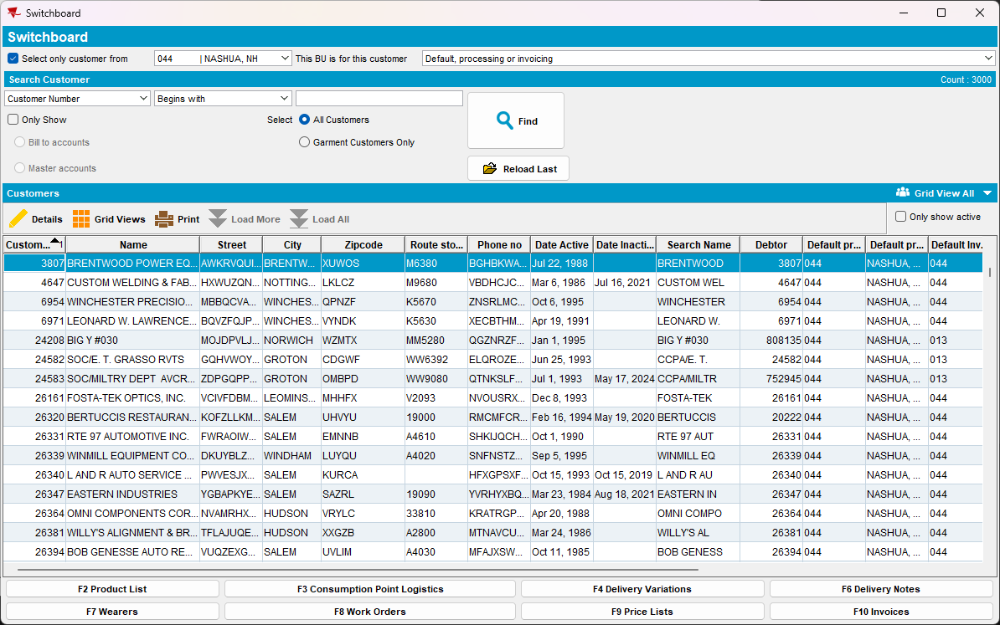 Switchboard
Switchboard
Select only customer from 044 | NASHUA, NH This BU is for this customer Default, processing or invoicing
Search Customer Count : 3000
Customer Number Begins with
Only Show Select All Customers
Bill to accounts Garment Customers Only
Master accounts
Find
Reload Last
Customers Grid View All
Details Grid Views Print Load More Load All Only show active
Custom... 1 Name Street City Zipcode Route sto... Phone no Date Active Date Inacti... Search Name Debtor Default pr... Default pr... Default Inv.
3807 BRENTWOOD POWER EQ... AWKRVQUI... BRENTW... XUWOS M6380 BGHBKWA... Jul 22, 1988 BRENTWOOD 3807 044 NASHUA, ... 044
4647 CUSTOM WELDING & FAB... HXWUZQN... NOTTING... LKLCZ M9680 VBDHCJC... Mar 6, 1986 Jul 16, 2021 CUSTOM WEL 4647 044 NASHUA, ... 044
6954 WINCHESTER PRECISIO... MBBQCVA... WINCHES... QPNZF K5670 ZNSRLMC... Oct 6, 1995 WINCHESTER 6954 044 NASHUA, ... 044
6971 LEONARD W. LAWRENCE... BQVZFQJP... WINCHES... VYNDK K5630 XECBTHM... Apr 19, 1991 LEONARD W. 6971 044 NASHUA, ... 044
24208 BIG Y #030 MOJDPVLJ... NORWICH WZMTX MM5280 QGZNRZF... Jan 1, 1995 BIG Y #030 808135 044 NASHUA, ... 013
24582 SOC/E. T. GRASSO RVTS GQHVWOY... GROTON CDGWF WW6392 ELQROZE... Jun 25, 1993 CCPA/E. T. 24582 044 NASHUA, ... 013
24583 SOC/MILTRY DEPT AVCR... ZDPGQPP... GROTON OMBPD WW9080 QTNKSLF... Jul 1, 1993 May 17, 2024 CCPA/MILTR 752945 044 NASHUA, ... 013
26161 FOSTA-TEK OPTICS, INC. VCIVFDBM... LEOMINS... MHHFX V2093 NVOUSRX... Dec 8, 1993 FOSTA-TEK 26161 044 NASHUA, ... 044
26320 BERTUCCIS RESTAURAN... KOFZLLKM... SALEM UHVYU 19000 RMCMFCR... Feb 16, 1994 May 19, 2020 BERTUCCIS 20222 044 NASHUA, ... 044
26331 RTE 97 AUTOMOTIVE INC. FWRAOIW... SALEM EMNNB A4610 SHKIJQCH... Oct 1, 1990 RTE 97 AUT 26331 044 NASHUA, ... 044
26339 WINMILL EQUIPMENT CO... DKUYBLZ... WINDHAM LUYQU A4020 SNFNSTZ... Sep 5, 1995 WINMILL EQ 26339 044 NASHUA, ... 044
26340 L AND R AUTO SERVICE ... PWVESJX... SALEM KURCA HFXGPSXF... Oct 15, 1993 Oct 15, 2019 L AND R AU 26340 044 NASHUA, ... 044
26347 EASTERN INDUSTRIES YGBAPKYE... SALEM SAZRL 19090 YVRHYXBQ... Mar 23, 1984 Aug 18, 2021 EASTERN IN 26347 044 NASHUA, ... 044
26364 OMNI COMPONENTS COR... NVAMRHX... HUDSON VRYLC 33810 KRATRGP... Apr 20, 1988 OMNI COMPO 26364 044 NASHUA, ... 044
26381 WILLY'S ALIGNMENT & BR... TFLAJUQE... HUDSON XXGZB A2800 MTNAVCU... Mar 24, 1986 WILLY'S AL 26381 044 NASHUA, ... 044
26394 BOB GENESSE AUTO RE... VUQZEXG... SALEM UVLIM A4030 MFAJXSW... Oct 11, 1985 BOB GENESS 26394 044 NASHUA, ... 044
F2 Product List F3 Consumption Point Logistics F4 Delivery Variations F6 Delivery Notes
F7 Wearers F8 Work Orders F9 Price Lists F10 Invoices